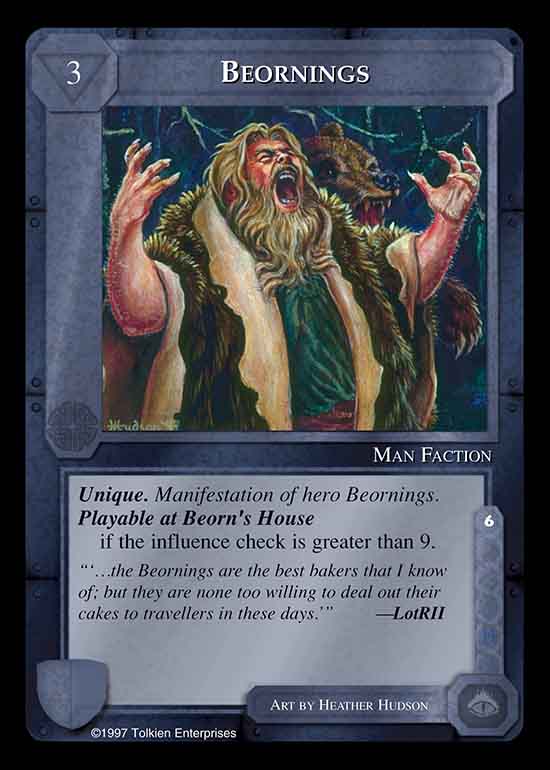 3
BEORNINGS
HHudson '97
MAN FACTION
Unique. Manifestation of hero Beornings.
Playable at Beorn's House
if the influence check is greater than 9.
6
“‘…the Beornings are the best bakers that I know
of; but they are none too willing to deal out their
cakes to travellers in these days.’” —LotRII
ART BY HEATHER HUDSON
©1997 Tolkien Enterprises